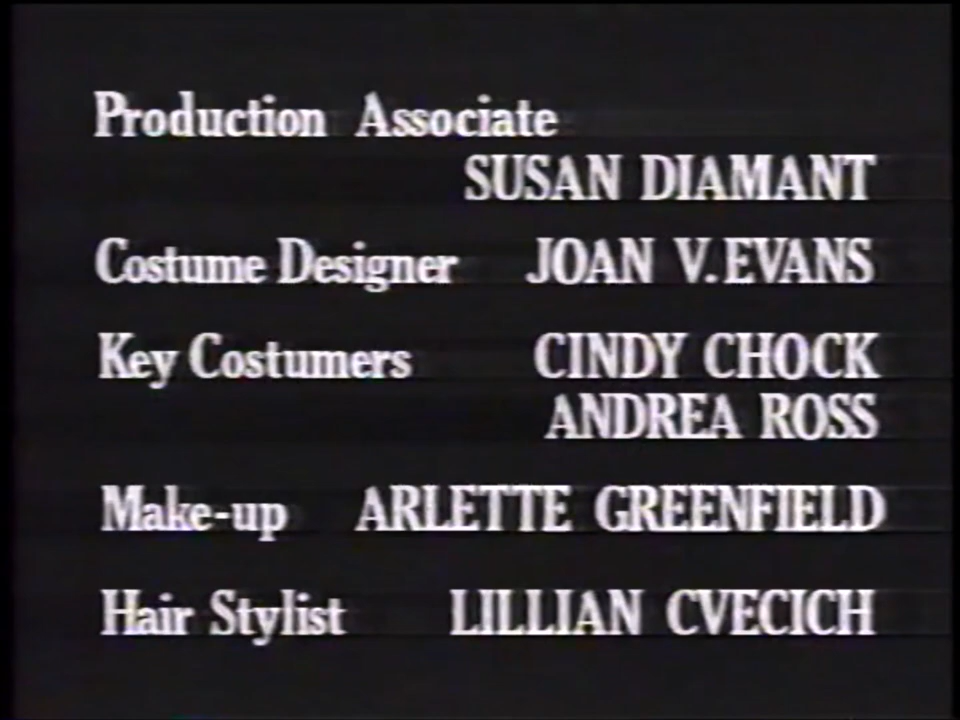 Production Associate
SUSAN DIAMANT
Costume Designer JOAN V. EVANS
Key Costumers CINDY CHOCK
ANDREA ROSS
Make-up ARLETTE GREENFIELD
Hair Stylist LILLIAN CVECICH